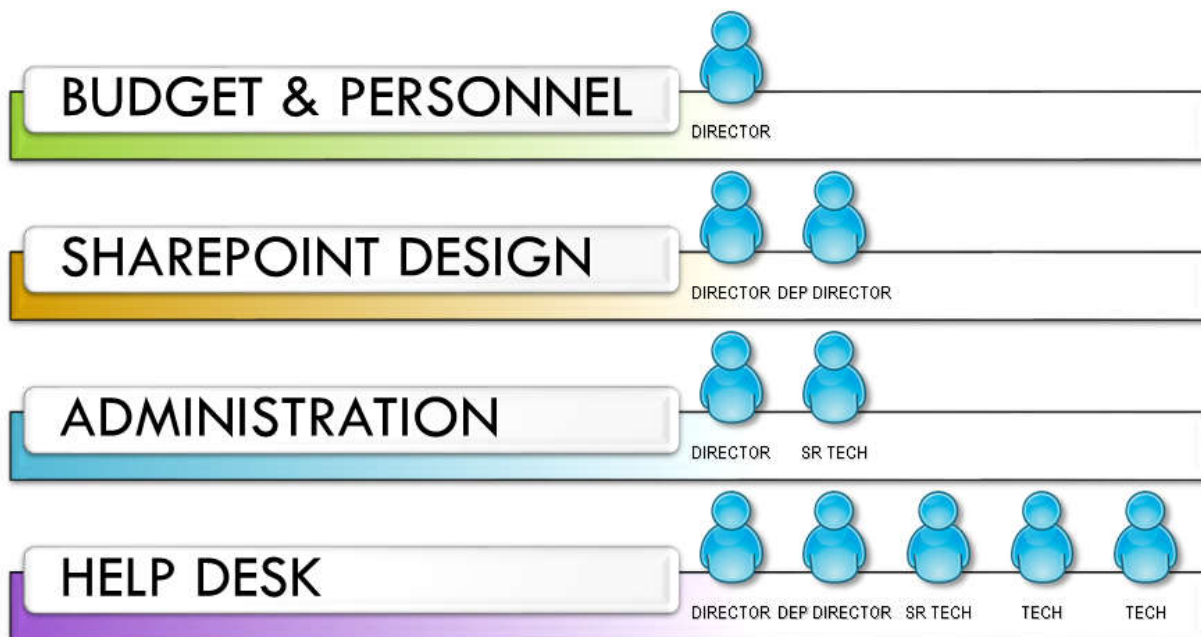 BUDGET & PERSONNEL
DIRECTOR
SHAREPOINT DESIGN
DIRECTOR DEP DIRECTOR
ADMINISTRATION
DIRECTOR SR TECH
HELP DESK
DIRECTOR DEP DIRECTOR SR TECH TECH TECH